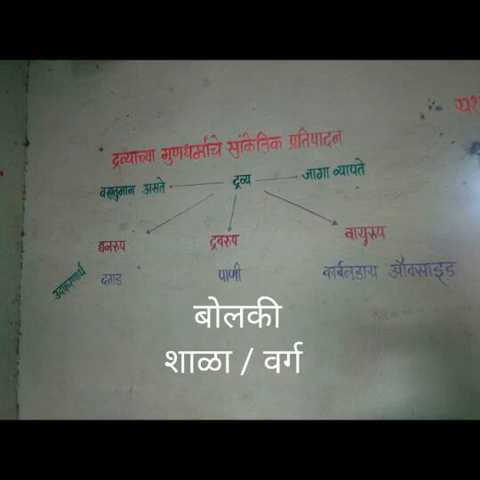 द्रव्याच्या गुणधर्माचे सांकेतिक प्रतिपादन
वस्तुमान असते द्रव्य जागा व्यापते
घनरुप द्रवरुप वायुरुप
उदाहरणार्थ दगड पाणी कार्बनडाय ऑक्साइड
बोलकी
शाळा / वर्ग